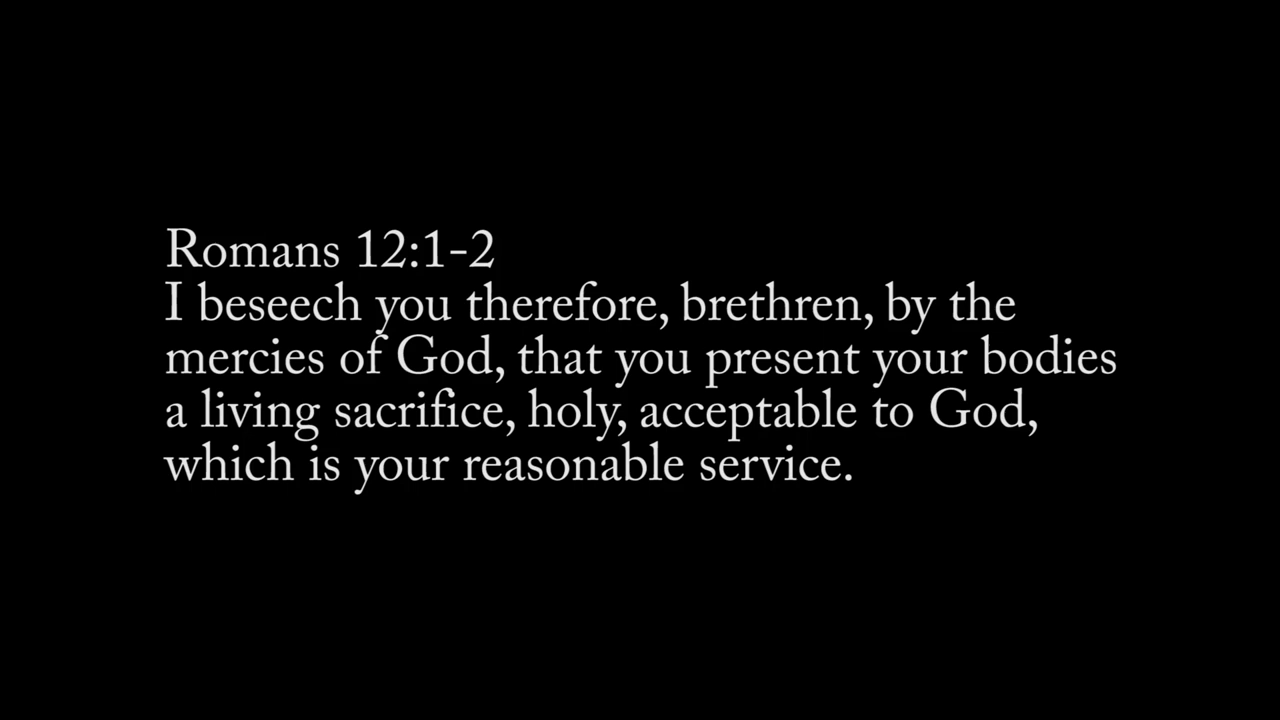 Romans 12:1-2
I beseech you therefore, brethren, by the
mercies of God, that you present your bodies
a living sacrifice, holy, acceptable to God,
which is your reasonable service.